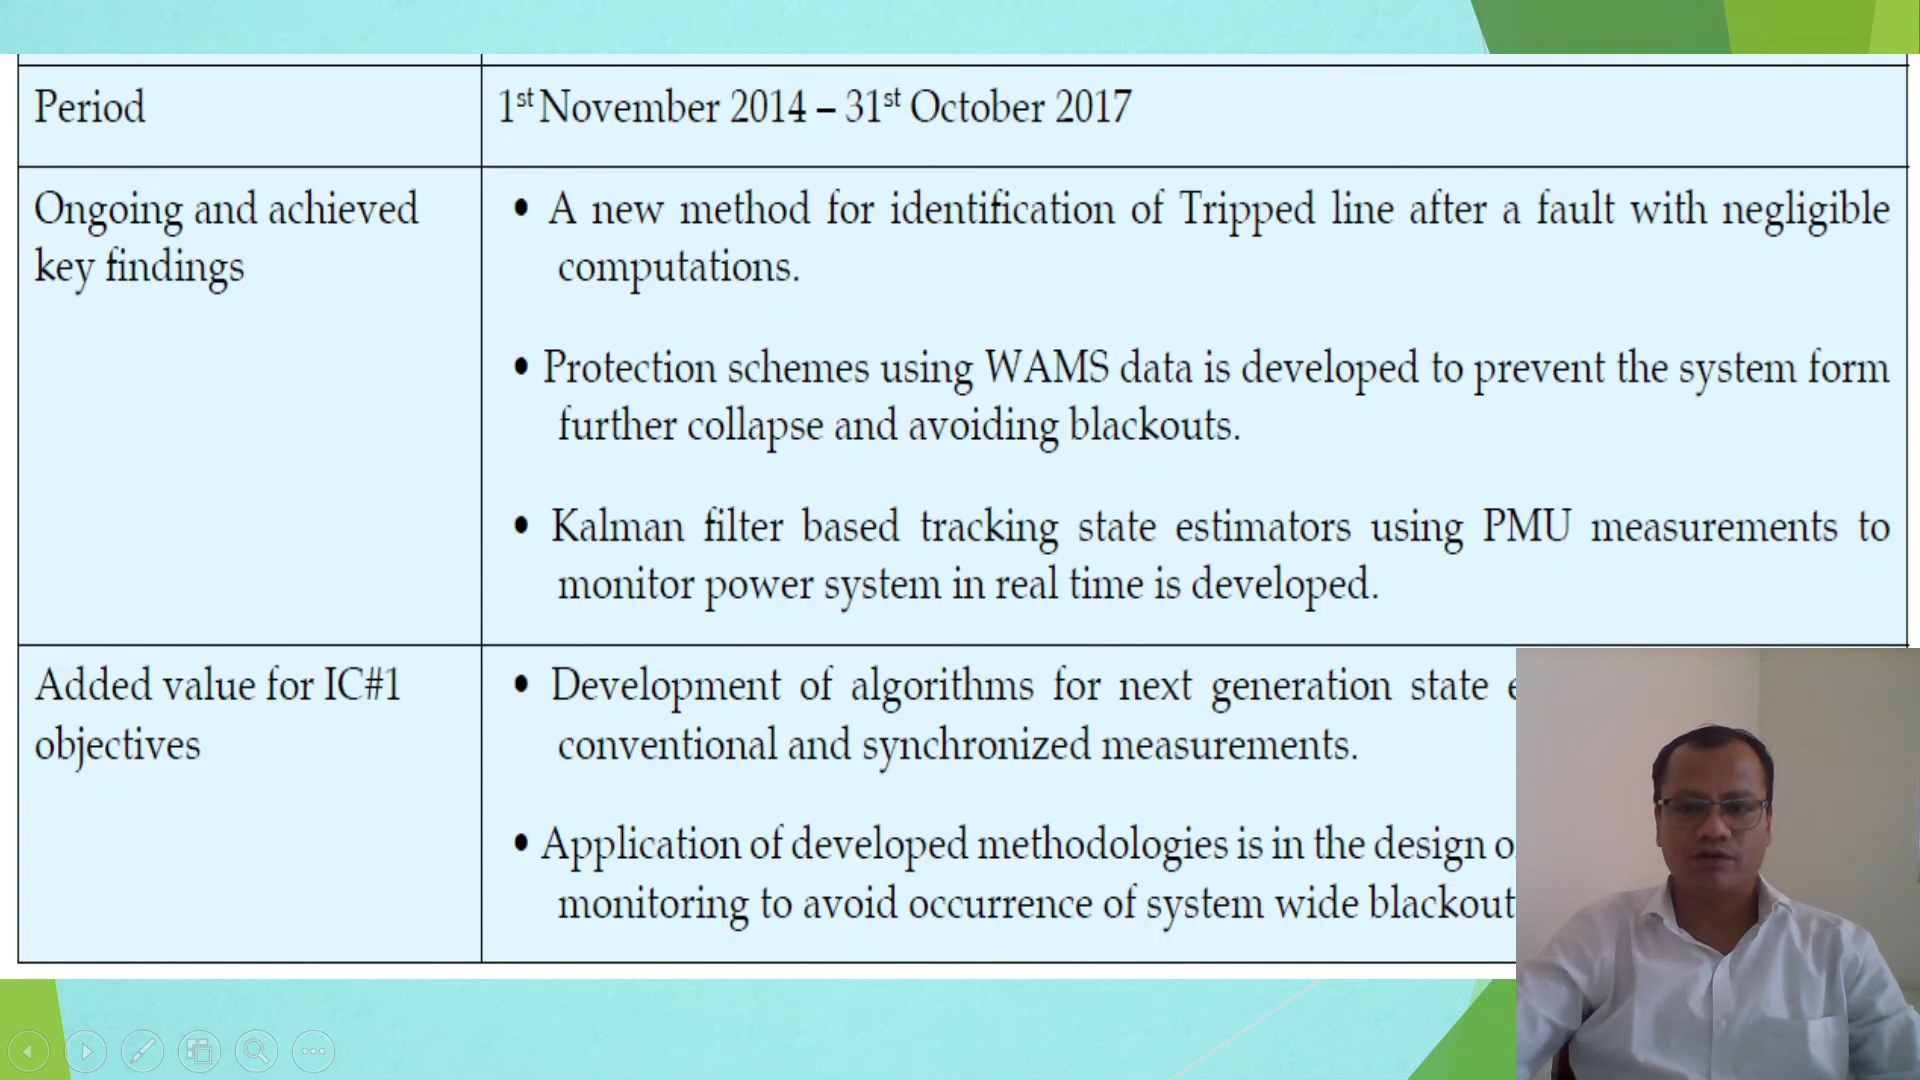 Period
1st November 2014 – 31st October 2017
Ongoing and achieved
key findings
• A new method for identification of Tripped line after a fault with negligible
computations.
• Protection schemes using WAMS data is developed to prevent the system form
further collapse and avoiding blackouts.
• Kalman filter based tracking state estimators using PMU measurements to
monitor power system in real time is developed.
Added value for IC#1
objectives
• Development of algorithms for next generation state
conventional and synchronized measurements.
• Application of developed methodologies is in the design
monitoring to avoid occurrence of system wide blackout